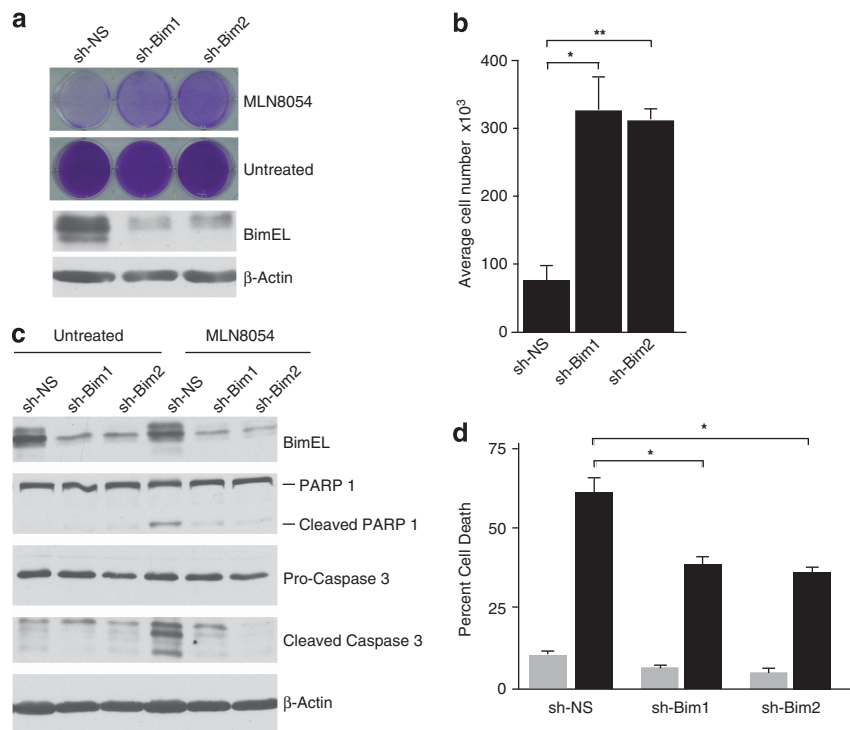 a
sh-NS sh-Bim1 sh-Bim2
MLN8054
Untreated
BimEL
β-Actin
b
Average cell number x10³
400
300
200
100
0
* **
sh-NS sh-Bim1 sh-Bim2
c
Untreated MLN8054
sh-NS sh-Bim1 sh-Bim2 sh-NS sh-Bim1 sh-Bim2
BimEL
PARP 1
Cleaved PARP 1
Pro-Caspase 3
Cleaved Caspase 3
β-Actin
d
Percent Cell Death
75
50
25
0
* *
sh-NS sh-Bim1 sh-Bim2